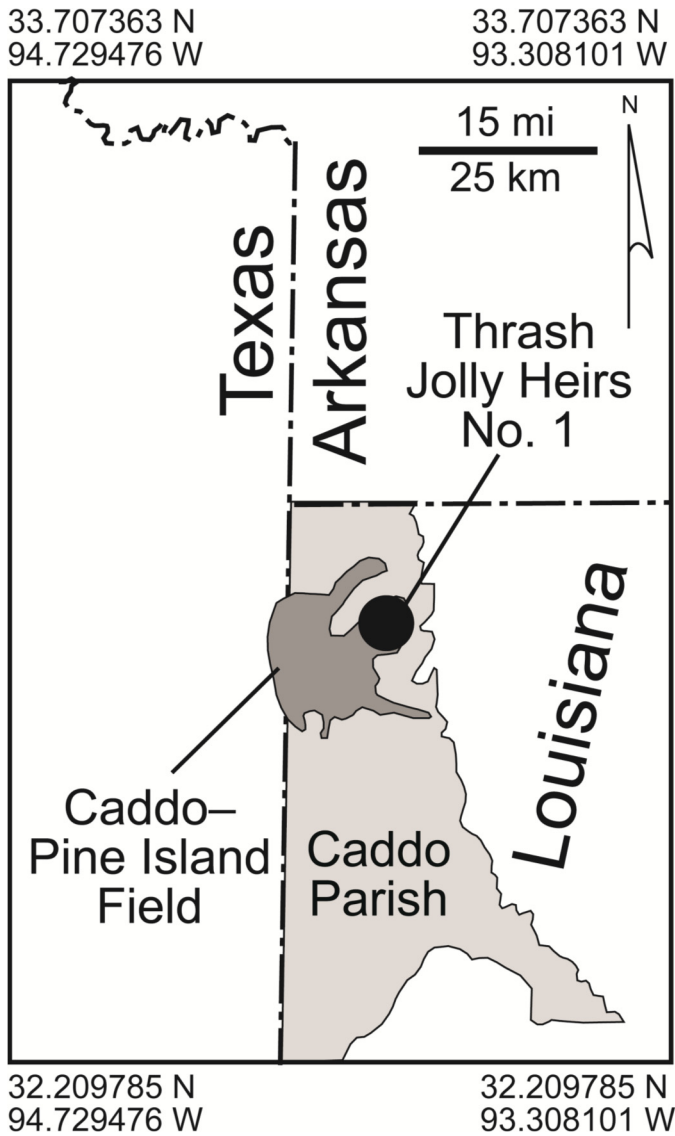 33.707363 N
94.729476 W
33.707363 N
93.308101 W
N
15 mi
25 km
Texas
Arkansas
Thrash
Jolly Heirs
No. 1
Louisiana
Caddo–
Pine Island
Field
Caddo
Parish
32.209785 N
94.729476 W
32.209785 N
93.308101 W